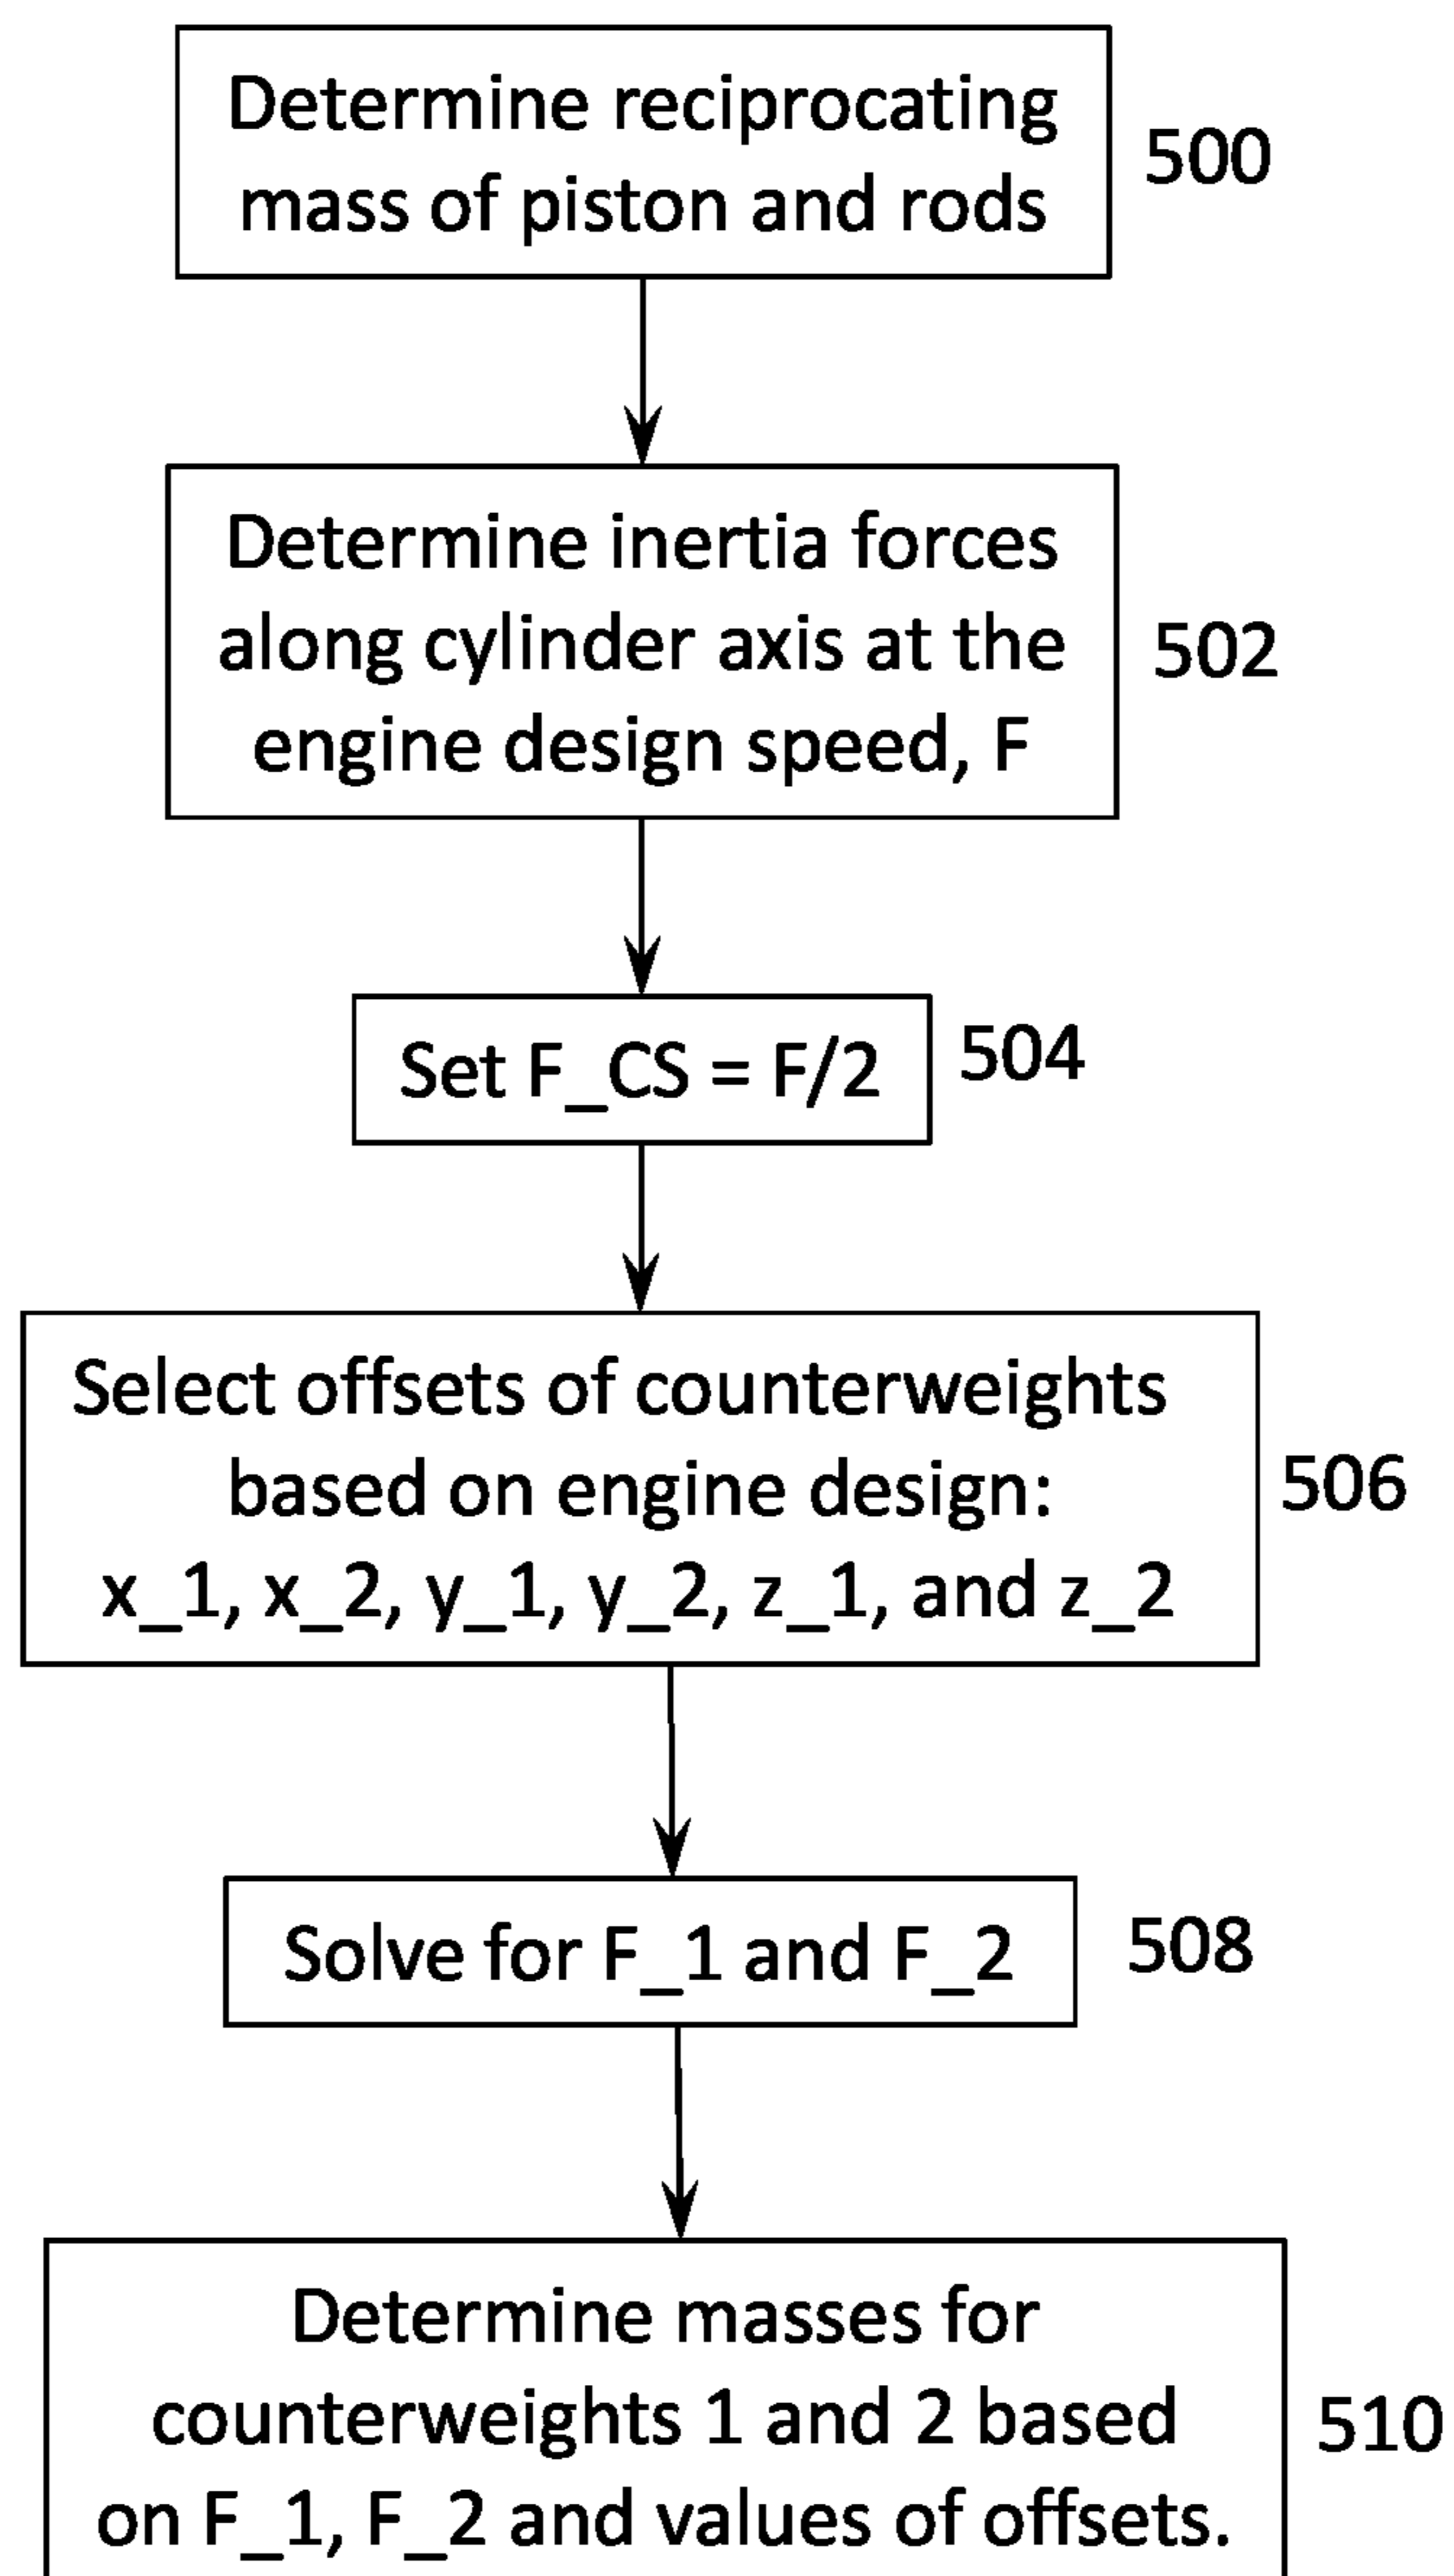 Determine reciprocating
mass of piston and rods
500
Determine inertia forces
along cylinder axis at the
engine design speed, F
502
Set F_CS = F/2
504
Select offsets of counterweights
based on engine design:
x_1, x_2, y_1, y_2, z_1, and z_2
506
Solve for F_1 and F_2
508
Determine masses for
counterweights 1 and 2 based
on F_1, F_2 and values of offsets.
510